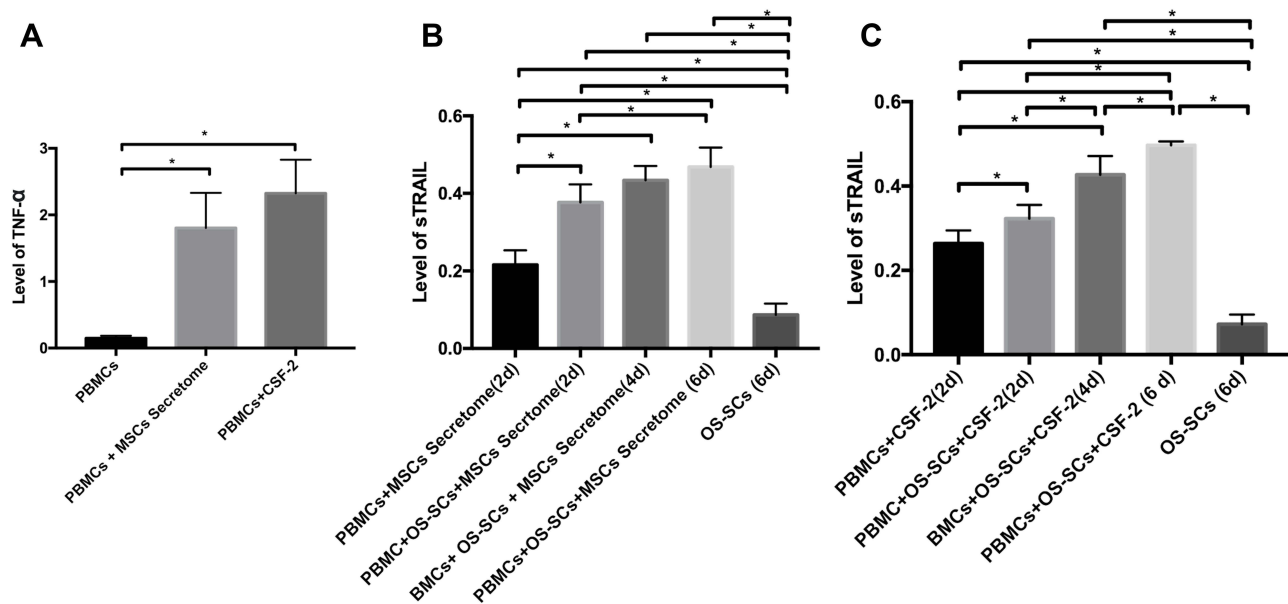 A
Level of TNF-α
3
2
1
0
*
*
PBMCs
PBMCs + MSCs Secretome
PBMCs+CSF-2
B
Level of sTRAIL
0.6
0.4
0.2
0.0
*
*
*
*
*
*
*
*
*
PBMCs+MSCs Secretome(2d)
PBMC+OS-SCs+MSCs Secrtome(2d)
BMCs+ OS-SCs + MSCs Secretome(4d)
PBMCs+OS-SCs+MSCs Secretome (6d)
OS-SCs (6d)
C
Level of sTRAIL
0.6
0.4
0.2
0.0
*
*
*
*
*
*
*
*
*
*
PBMCs+CSF-2(2d)
PBMC+OS-SCs+CSF-2(2d)
BMCs+OS-SCs+CSF-2(4d)
PBMCs+OS-SCs+CSF-2 (6 d)
OS-SCs (6d)